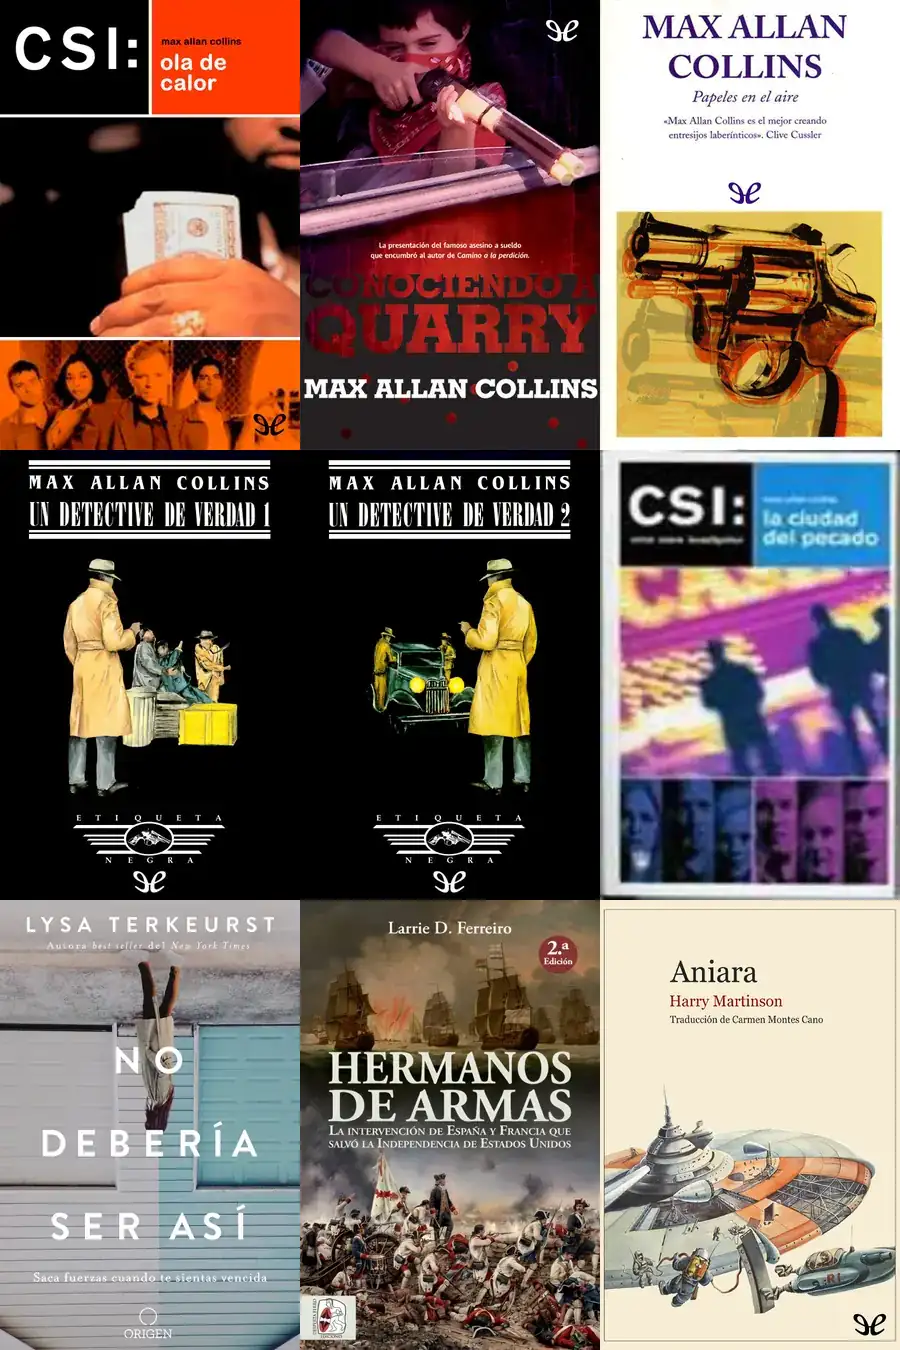 CSI:
max allan collins
ola de
calor
La presentación del famoso asesino a sueldo
que encumbró al autor de Camino a la perdición.
CONOCIENDO A
QUARRY
MAX ALLAN COLLINS
MAX ALLAN
COLLINS
Papeles en el aire
«Max Allan Collins es el mejor creando
entresijos laberínticos». Clive Cussler
MAX ALLAN COLLINS
UN DETECTIVE DE VERDAD 1
ETIQUETA
NEGRA
MAX ALLAN COLLINS
UN DETECTIVE DE VERDAD 2
ETIQUETA
NEGRA
CSI:
la ciudad
del pecado
LYSA TERKEURST
Autora best seller del New York Times
NO
DEBERÍA
SER ASÍ
Saca fuerzas cuando te sientas vencida
ORIGEN
Larrie D. Ferreiro
2.ª
Edición
HERMANOS
DE ARMAS
LA INTERVENCIÓN DE ESPAÑA Y FRANCIA QUE
SALVÓ LA INDEPENDENCIA DE ESTADOS UNIDOS
Aniara
Harry Martinson
Traducción de Carmen Montes Cano